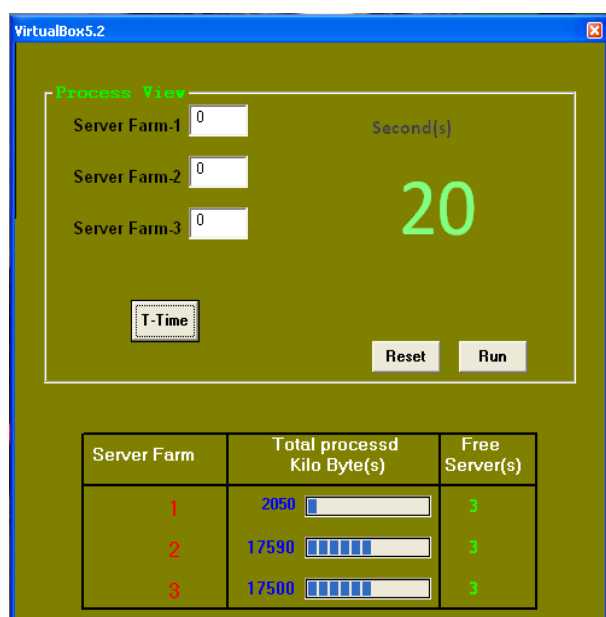 VirtualBox5.2
Process View
Server Farm-1 0
Second(s)
Server Farm-2 0
20
Server Farm-3 0
T-Time
Reset Run
Server Farm Total processd Kilo Byte(s) Free Server(s)
1 2050 3
2 17590 3
3 17500 3